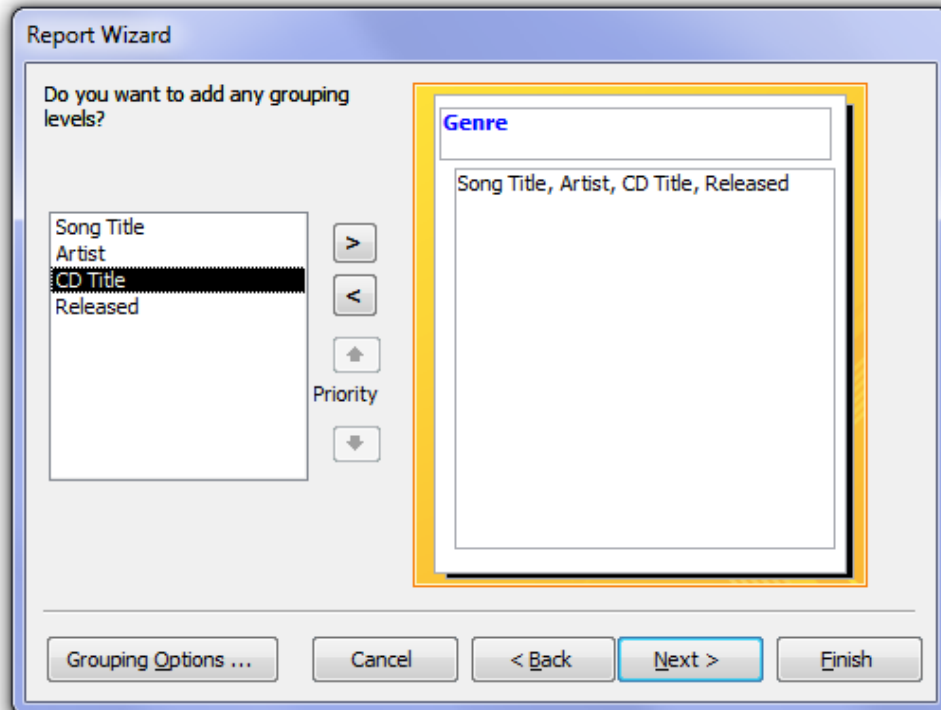 Report Wizard
Do you want to add any grouping
levels?
Genre
Song Title, Artist, CD Title, Released
Song Title
Artist
CD Title
Released
>
<
Priority
Grouping Options ...
Cancel
< Back
Next >
Finish